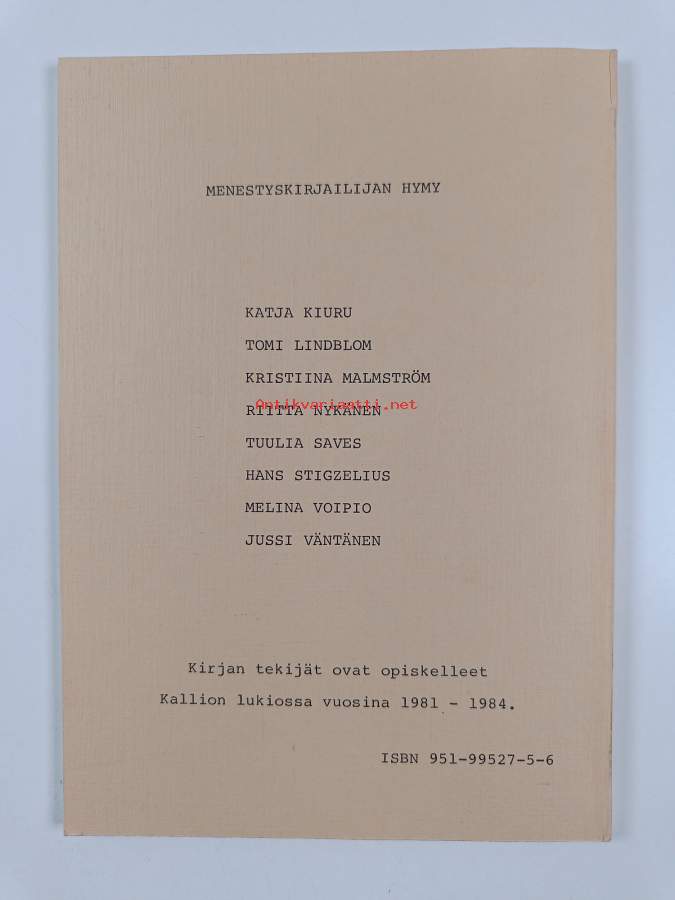 MENESTYSKIRJAILIJAN HYMY
KATJA KIURU
TOMI LINDBLOM
KRISTIINA MALMSTRÖM
Antikvariaatti.net
RIITTA NYKÄNEN
TUULIA SAVES
HANS STIGZELIUS
MELINA VOIPIO
JUSSI VÄNTÄNEN
Kirjan tekijät ovat opiskelleet
Kallion lukiossa vuosina 1981 - 1984.
ISBN 951-99527-5-6